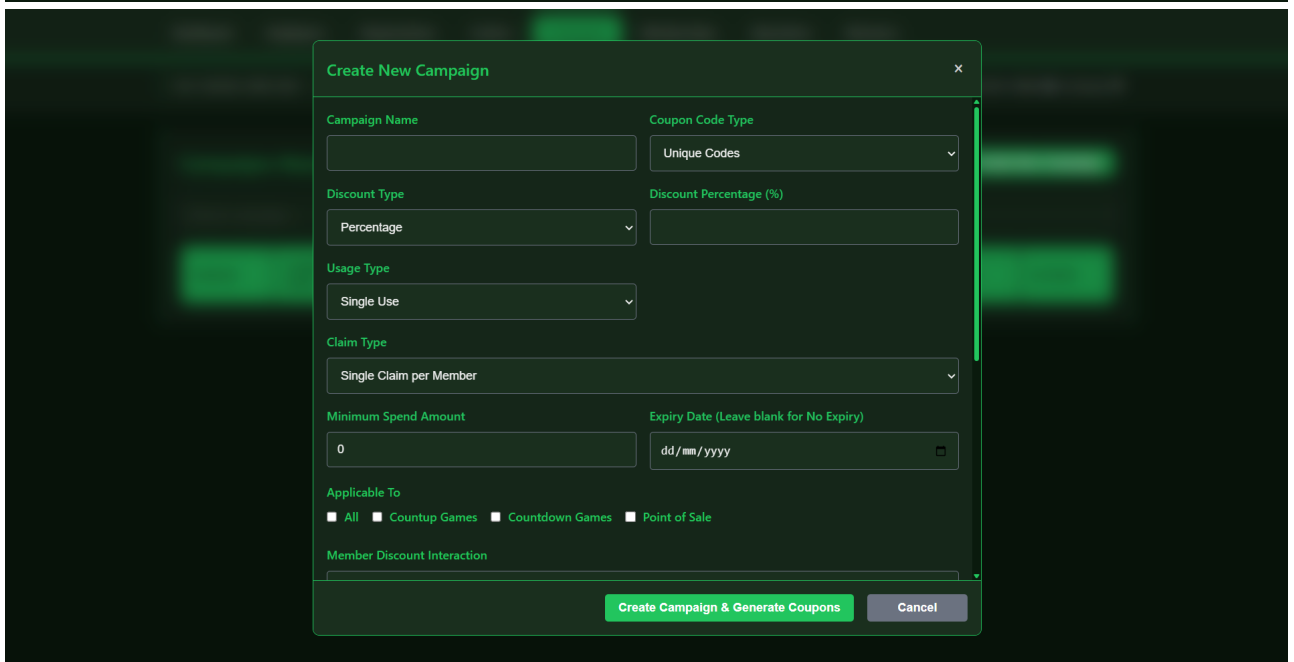 Create New Campaign ×
Campaign Name Coupon Code Type
Unique Codes
Discount Type Discount Percentage (%)
Percentage
Usage Type
Single Use
Claim Type
Single Claim per Member
Minimum Spend Amount Expiry Date (Leave blank for No Expiry)
0 dd/mm/yyyy
Applicable To
All Countup Games Countdown Games Point of Sale
Member Discount Interaction
Create Campaign & Generate Coupons Cancel